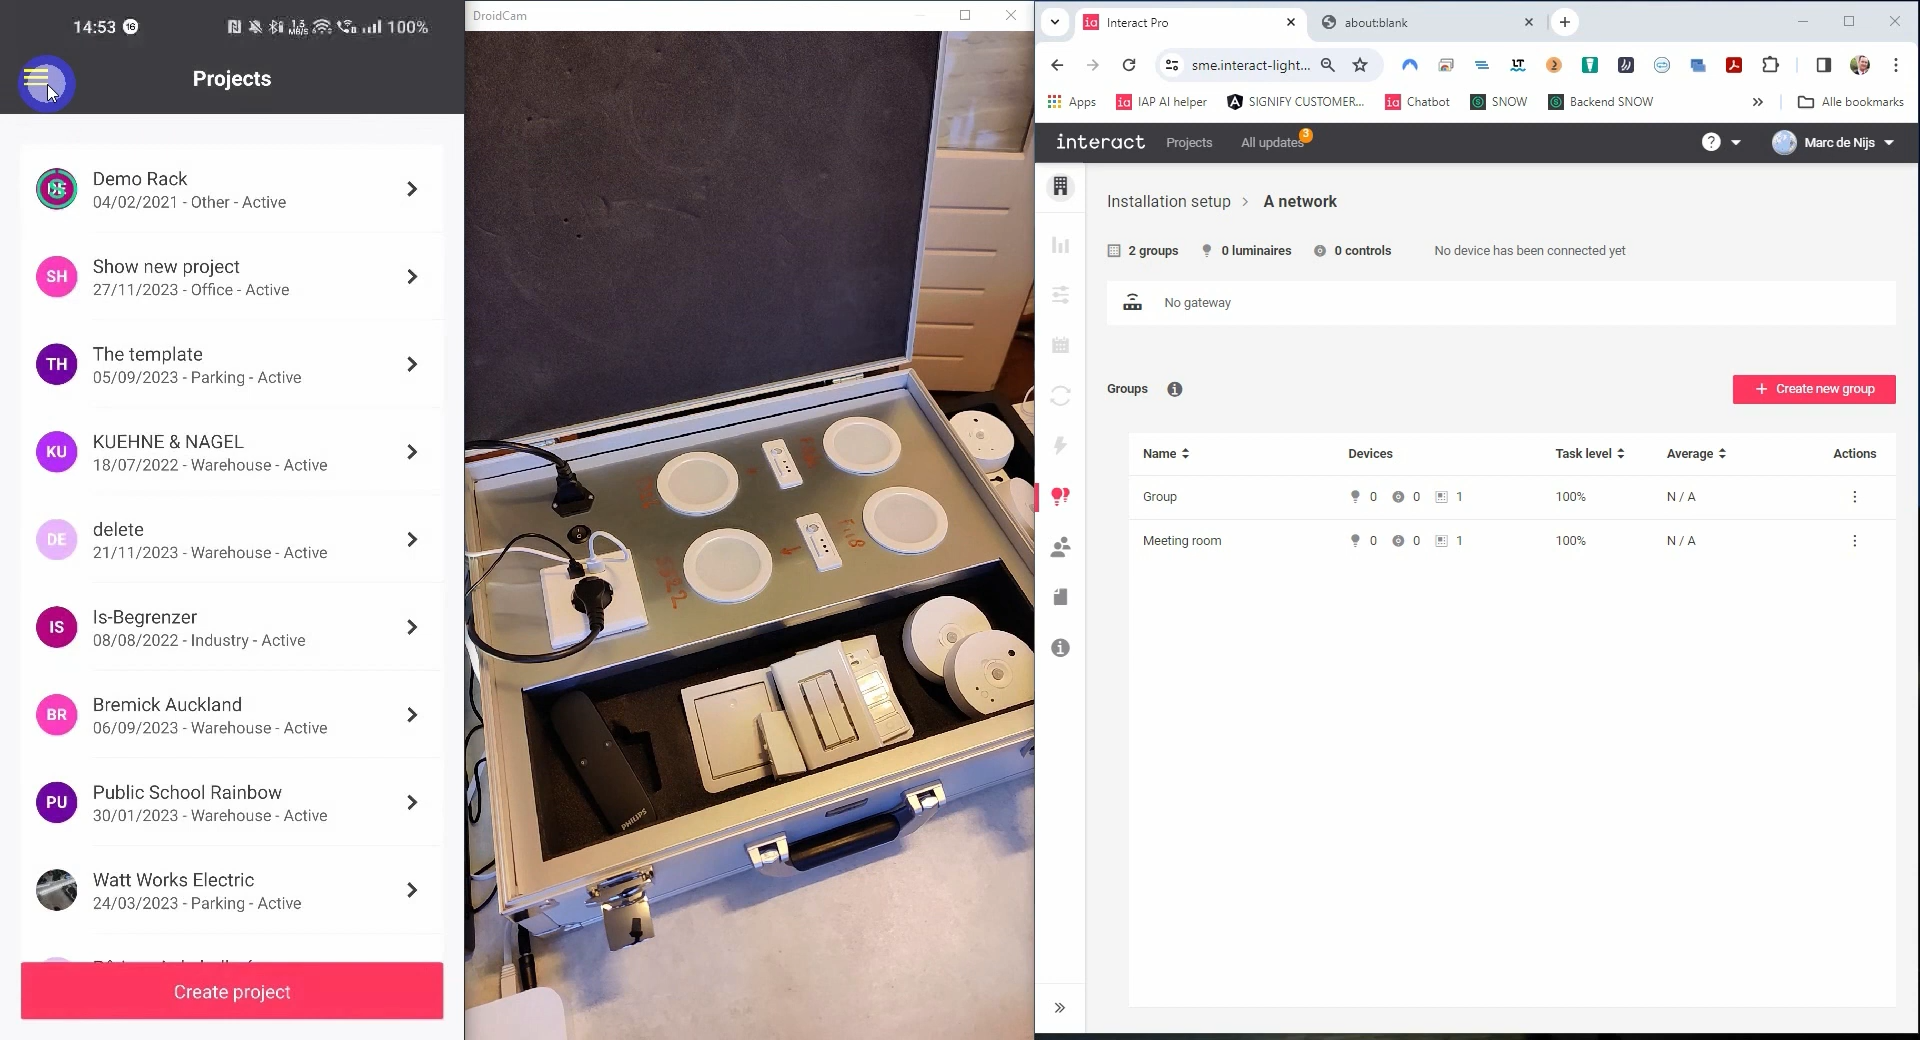 14:53 16
1.3 MB/S 100%
Projects
Demo Rack
04/02/2021 - Other - Active
SH
Show new project
27/11/2023 - Office - Active
TH
The template
05/09/2023 - Parking - Active
KU
KUEHNE & NAGEL
18/07/2022 - Warehouse - Active
DE
delete
21/11/2023 - Warehouse - Active
IS
Is-Begrenzer
08/08/2022 - Industry - Active
BR
Bremick Auckland
06/09/2023 - Warehouse - Active
PU
Public School Rainbow
30/01/2023 - Warehouse - Active
Watt Works Electric
24/03/2023 - Parking - Active
Create project
DroidCam
PHILIPS
Interact Pro
about:blank
sme.interact-light...
Apps
ia IAP AI helper
SIGNIFY CUSTOMER...
ia Chatbot
SNOW
Backend SNOW
Alle bookmarks
interact
Projects
All updates 3
Marc de Nijs
Installation setup > A network
2 groups 0 luminaires 0 controls No device has been connected yet
No gateway
Groups
+ Create new group
Name Devices Task level Average Actions
Group 0 0 1 100% N / A
Meeting room 0 0 1 100% N / A